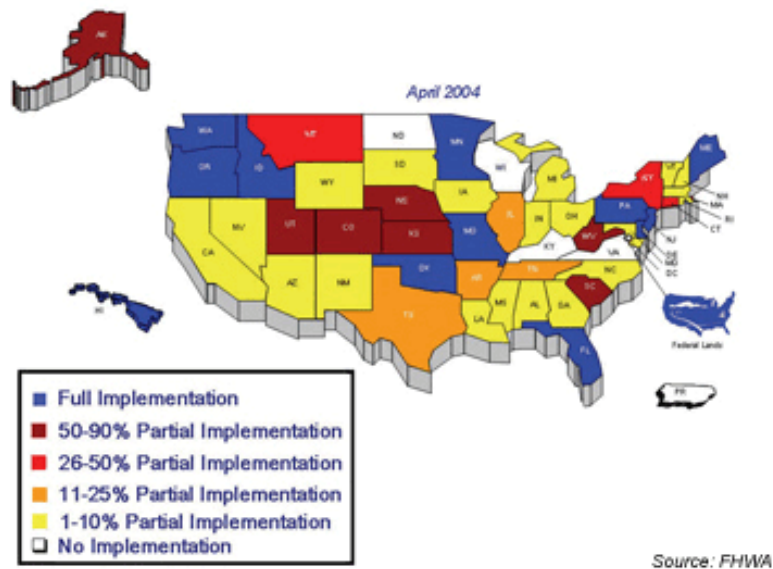 AK
April 2004
WA
MT
ND
MN
ME
OR
ID
SD
WI
NY
WY
MI
NH
MA
IA
PA
RI
NE
CT
NV
UT
CO
IL
IN
OH
NJ
DE
MD
DC
KS
MO
WV
KY
VA
CA
NC
TN
AZ
NM
OK
AR
SC
MS
AL
GA
LA
TX
HI
FL
Federal Lands
PR
Full Implementation
50-90% Partial Implementation
26-50% Partial Implementation
11-25% Partial Implementation
1-10% Partial Implementation
No Implementation
Source: FHWA